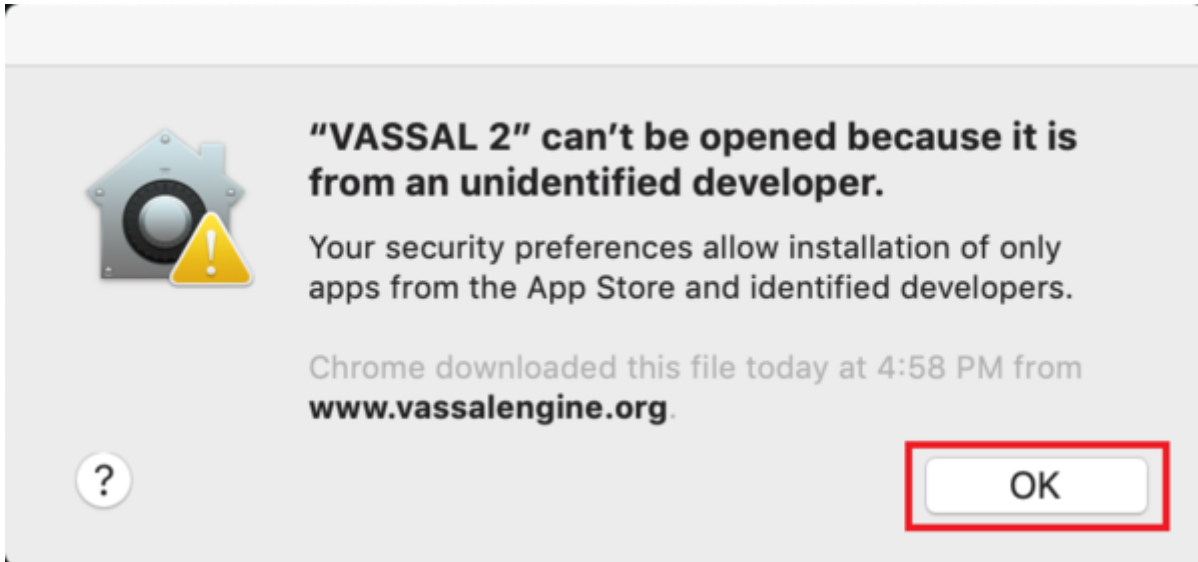 “VASSAL 2” can’t be opened because it is
from an unidentified developer.
Your security preferences allow installation of only
apps from the App Store and identified developers.
Chrome downloaded this file today at 4:58 PM from
www.vassalengine.org.
?
OK